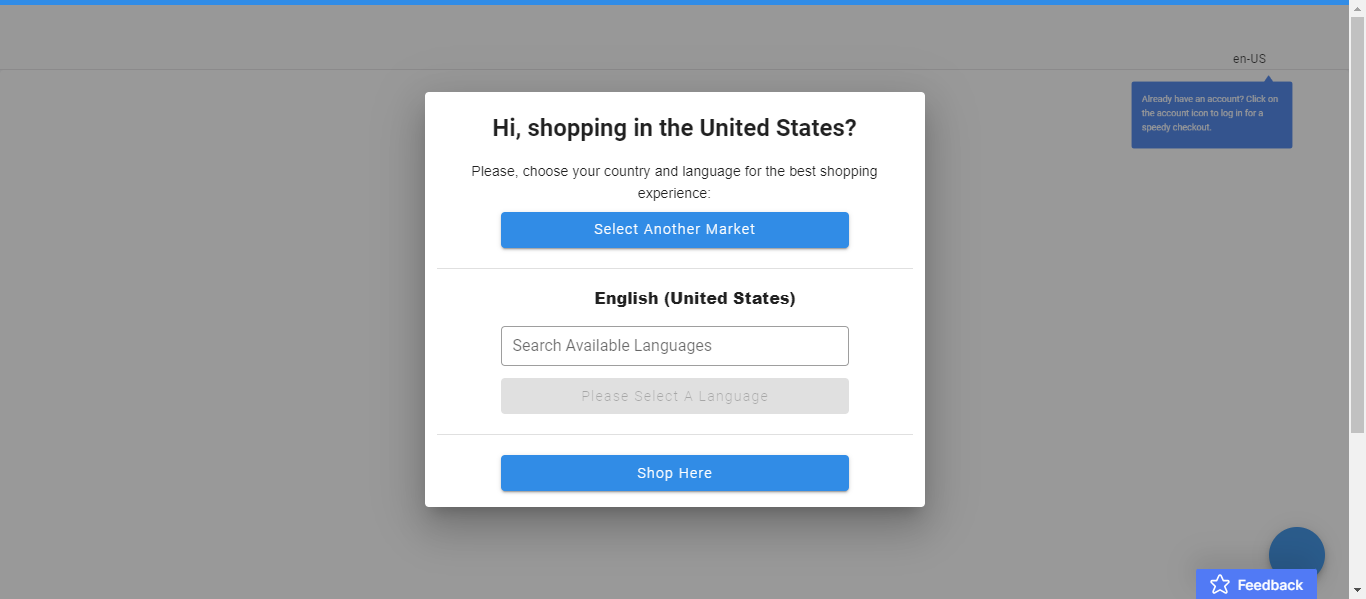 en-US
Already have an account? Click on
the account icon to log in for a
speedy checkout.
Hi, shopping in the United States?
Please, choose your country and language for the best shopping
experience:
Select Another Market
English (United States)
Search Available Languages
Please Select A Language
Shop Here
Feedback